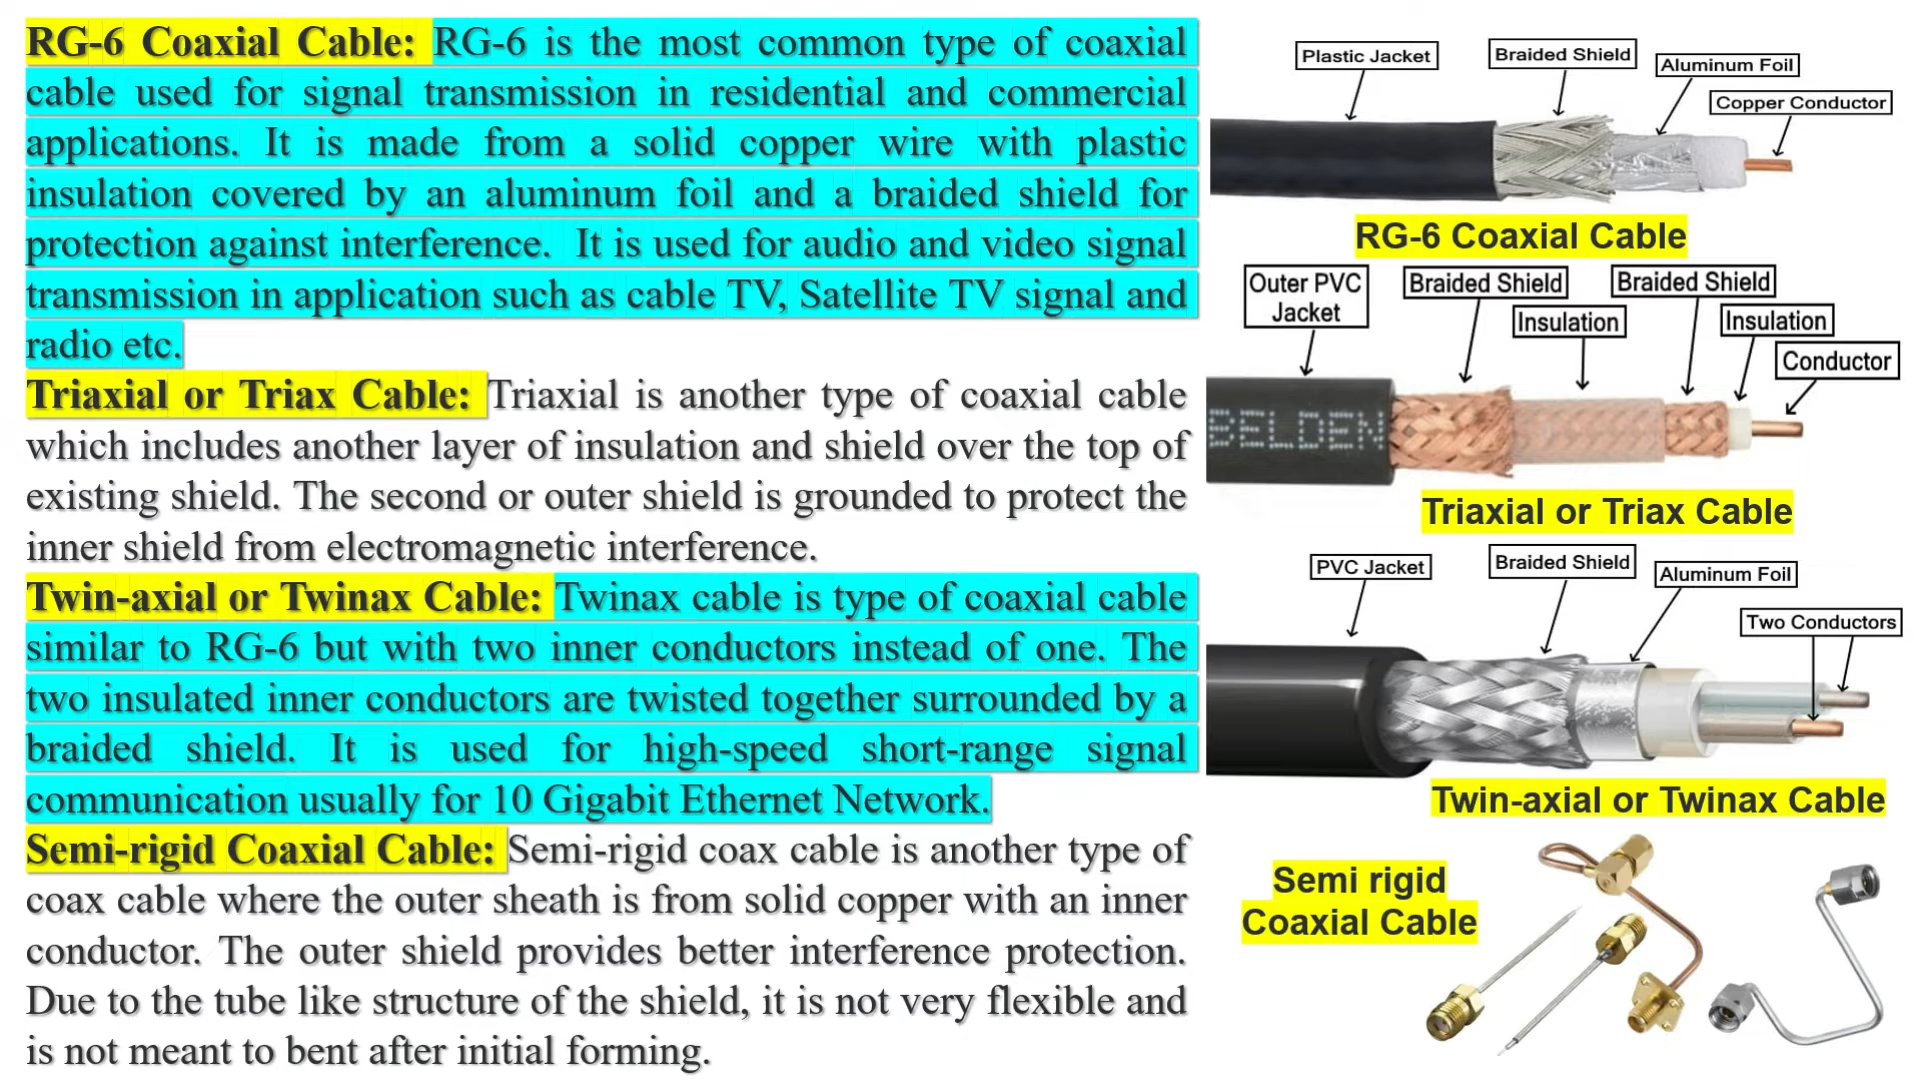 RG-6 Coaxial Cable: RG-6 is the most common type of coaxial
cable used for signal transmission in residential and commercial
applications. It is made from a solid copper wire with plastic
insulation covered by an aluminum foil and a braided shield for
protection against interference. It is used for audio and video signal
transmission in application such as cable TV, Satellite TV signal and
radio etc.
Triaxial or Triax Cable: Triaxial is another type of coaxial cable
which includes another layer of insulation and shield over the top of
existing shield. The second or outer shield is grounded to protect the
inner shield from electromagnetic interference.
Twin-axial or Twinax Cable: Twinax cable is type of coaxial cable
similar to RG-6 but with two inner conductors instead of one. The
two insulated inner conductors are twisted together surrounded by a
braided shield. It is used for high-speed short-range signal
communication usually for 10 Gigabit Ethernet Network.
Semi-rigid Coaxial Cable: Semi-rigid coax cable is another type of
coax cable where the outer sheath is from solid copper with an inner
conductor. The outer shield provides better interference protection.
Due to the tube like structure of the shield, it is not very flexible and
is not meant to bent after initial forming.
Plastic Jacket
Braided Shield
Aluminum Foil
Copper Conductor
RG-6 Coaxial Cable
Outer PVC
Jacket
Braided Shield
Insulation
Braided Shield
Insulation
Conductor
BELDEN
Triaxial or Triax Cable
PVC Jacket
Braided Shield
Aluminum Foil
Two Conductors
Twin-axial or Twinax Cable
Semi rigid
Coaxial Cable